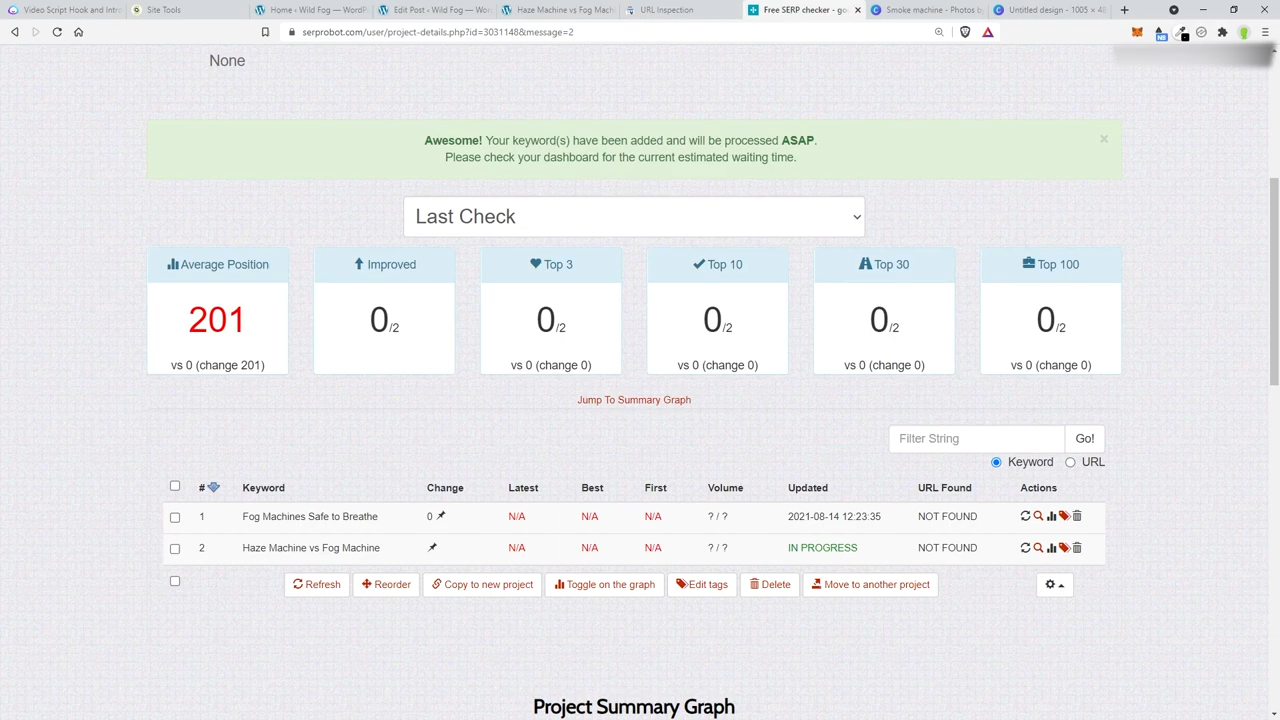 Video Script Hook and Intr
Site Tools
Home ‹ Wild Fog — WordP
Edit Post ‹ Wild Fog — Wor
Haze Machine vs Fog Mach
URL Inspection
Free SERP checker - go
Smoke machine - Photos b
Untitled design - 1005 × 48
serprobot.com/user/project-details.php?id=3031148&message=2
None
Awesome! Your keyword(s) have been added and will be processed ASAP.
Please check your dashboard for the current estimated waiting time.
×
Last Check
Average Position
Improved
Top 3
Top 10
Top 30
Top 100
201
0/2
0/2
0/2
0/2
0/2
vs 0 (change 201)
vs 0 (change 0)
vs 0 (change 0)
vs 0 (change 0)
vs 0 (change 0)
Jump To Summary Graph
Filter String
Go!
Keyword
URL
# Keyword Change Latest Best First Volume Updated URL Found Actions
1 Fog Machines Safe to Breathe 0 N/A N/A N/A ? / ? 2021-08-14 12:23:35 NOT FOUND
2 Haze Machine vs Fog Machine N/A N/A N/A ? / ? IN PROGRESS NOT FOUND
Refresh
Reorder
Copy to new project
Toggle on the graph
Edit tags
Delete
Move to another project
Project Summary Graph